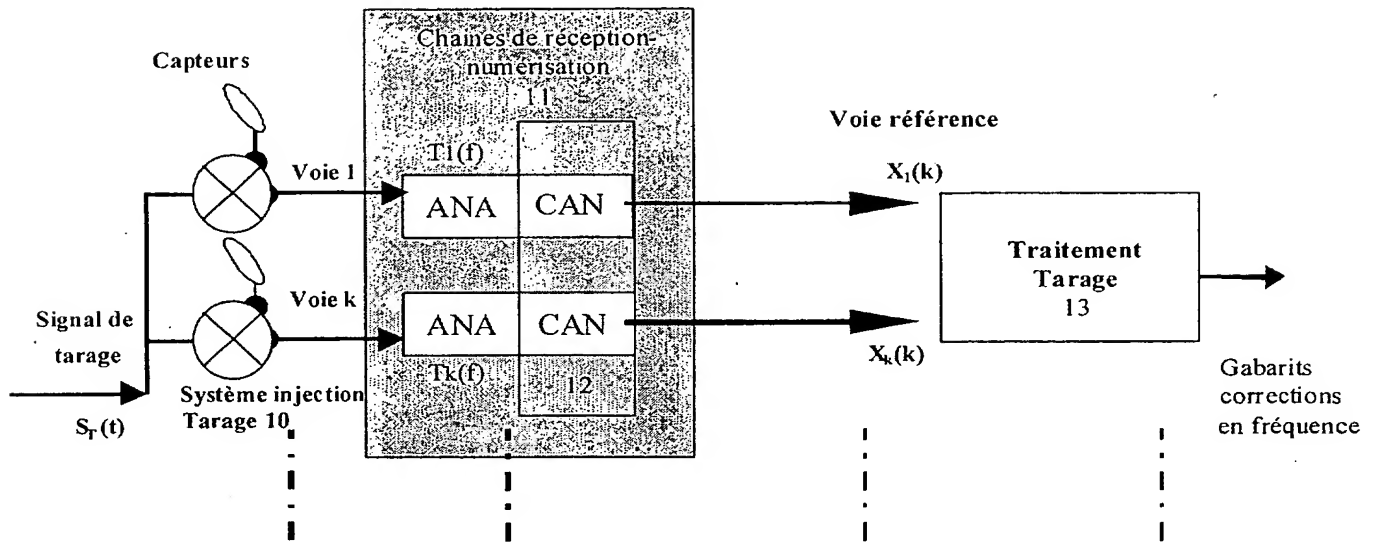 Capteurs
Chaines de réception-
numérisation
11
Voie référence
Voie 1
T1(f)
X₁(k)
ANA
CAN
Traitement
Tarage
13
Voie k
Signal de
tarage
ANA
CAN
Xₖ(k)
Tk(f)
12
Système injection
Tarage 10
S_T(t)
Gabarits
corrections
en fréquence